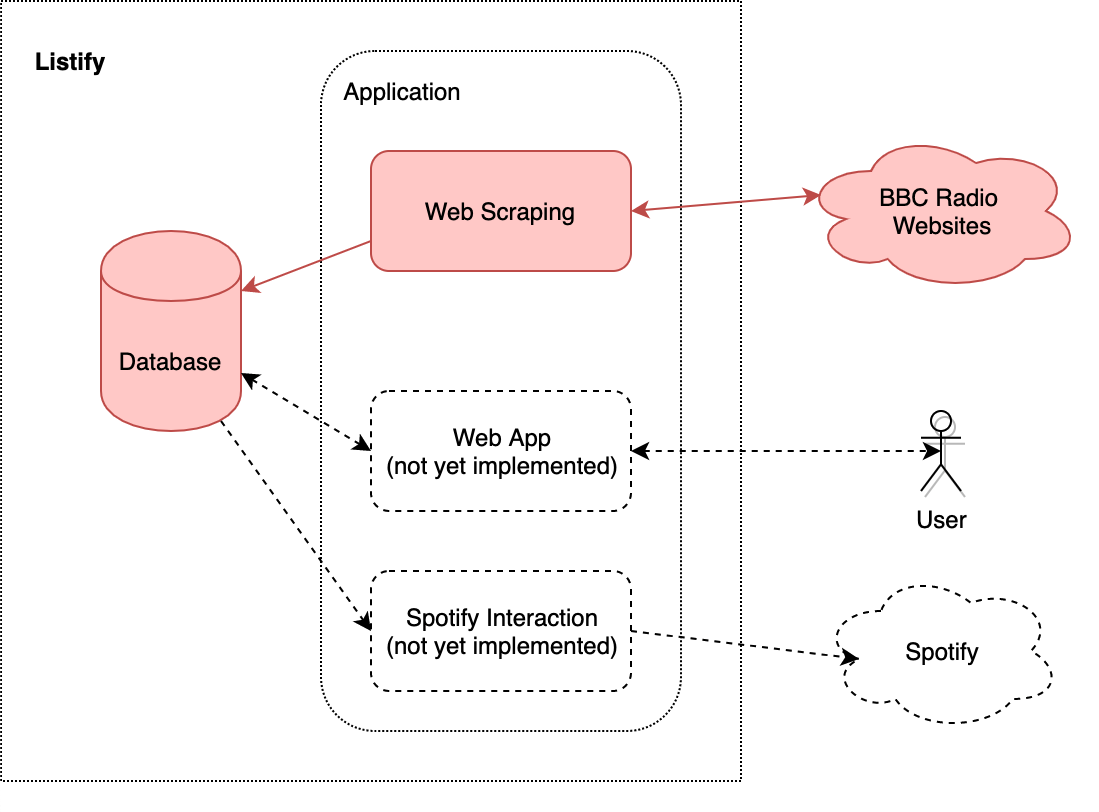 Listify
Application
Web Scraping
BBC Radio
Websites
Database
Web App
(not yet implemented)
User
Spotify Interaction
(not yet implemented)
Spotify